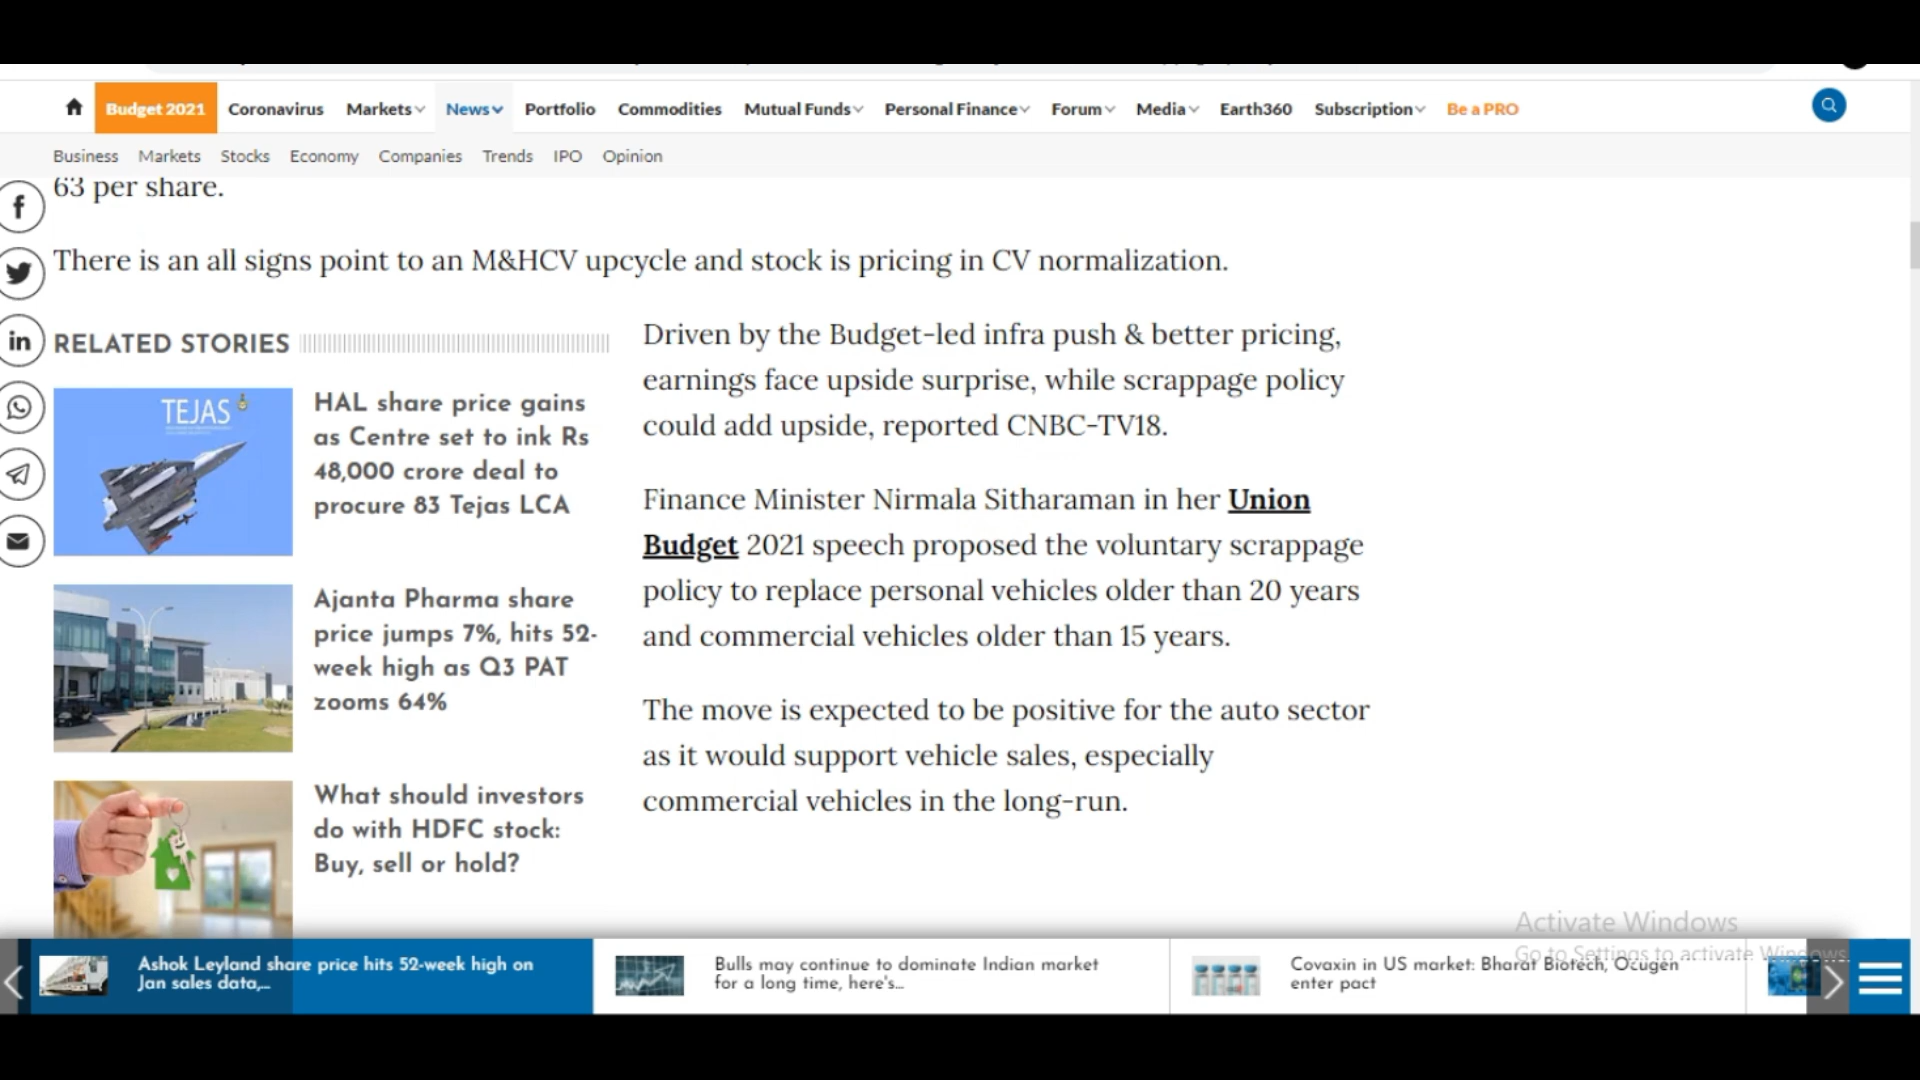 Budget 2021 Coronavirus Markets News Portfolio Commodities Mutual Funds Personal Finance Forum Media Earth360 Subscription Be a PRO
Business Markets Stocks Economy Companies Trends IPO Opinion
63 per share.
There is an all signs point to an M&HCV upcycle and stock is pricing in CV normalization.
RELATED STORIES
TEJAS
HAL share price gains
as Centre set to ink Rs
48,000 crore deal to
procure 83 Tejas LCA
Ajanta Pharma share
price jumps 7%, hits 52-
week high as Q3 PAT
zooms 64%
What should investors
do with HDFC stock:
Buy, sell or hold?
Driven by the Budget-led infra push & better pricing,
earnings face upside surprise, while scrappage policy
could add upside, reported CNBC-TV18.
Finance Minister Nirmala Sitharaman in her Union
Budget 2021 speech proposed the voluntary scrappage
policy to replace personal vehicles older than 20 years
and commercial vehicles older than 15 years.
The move is expected to be positive for the auto sector
as it would support vehicle sales, especially
commercial vehicles in the long-run.
Activate Windows
Go to Settings to activate Windows.
Ashok Leyland share price hits 52-week high on
Jan sales data,...
Bulls may continue to dominate Indian market
for a long time, here's...
Covaxin in US market: Bharat Biotech, Ocugen
enter pact